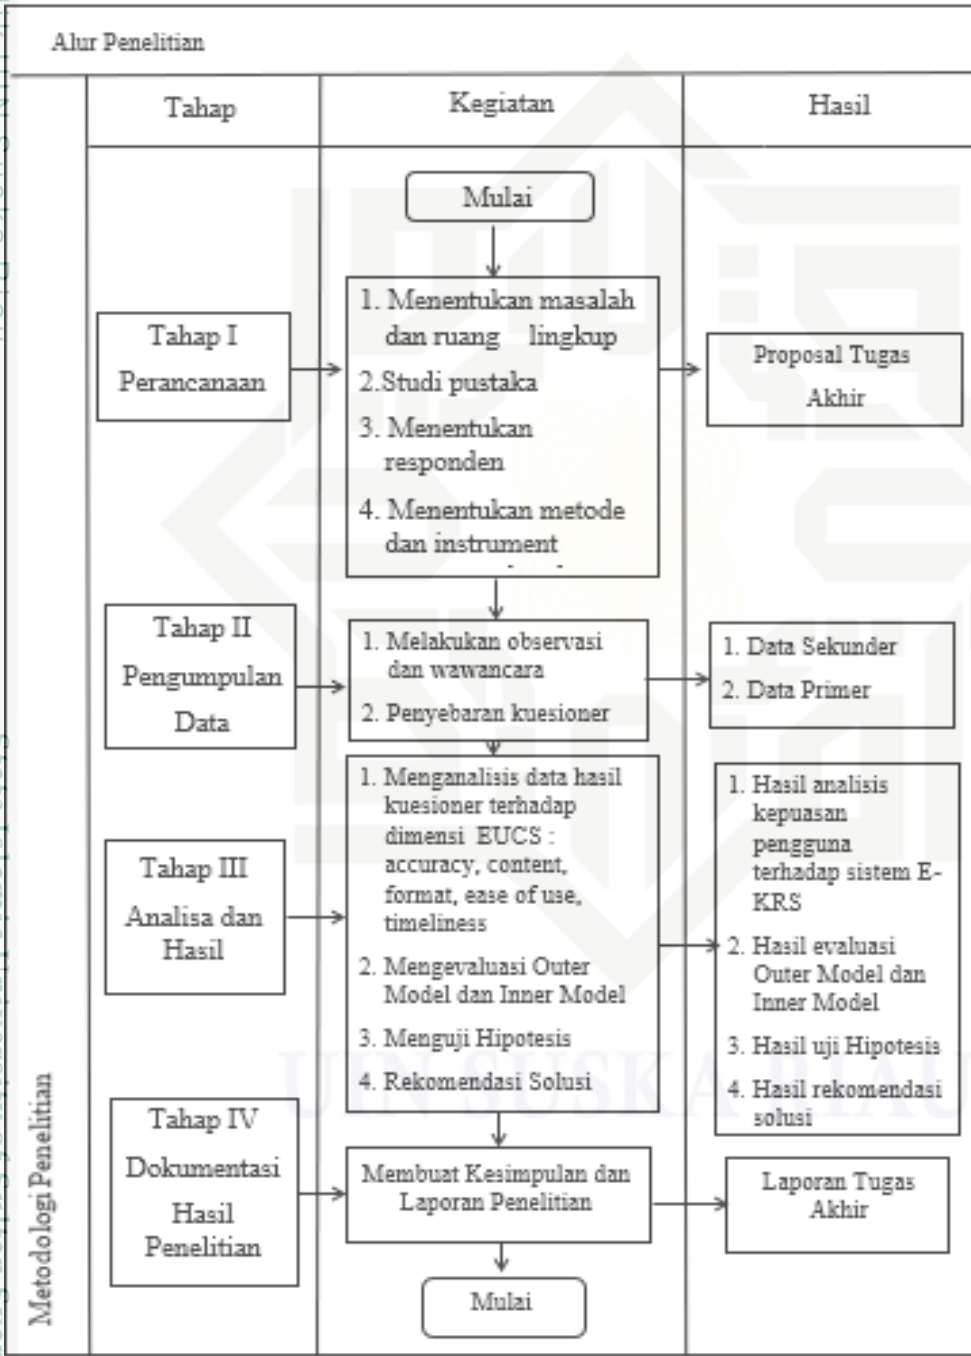 Alur Penelitian
Tahap
Kegiatan
Hasil
Mulai
Tahap I
Perancanaan
1. Menentukan masalah
dan ruang lingkup
2.Studi pustaka
3. Menentukan
responden
4. Menentukan metode
dan instrument
Proposal Tugas
Akhir
Tahap II
Pengumpulan
Data
1. Melakukan observasi
dan wawancara
2. Penyebaran kuesioner
1. Data Sekunder
2. Data Primer
Tahap III
Analisa dan
Hasil
1. Menganalisis data hasil
kuesioner terhadap
dimensi EUCS :
accuracy, content,
format, ease of use,
timeliness
2. Mengevaluasi Outer
Model dan Inner Model
3. Menguji Hipotesis
4. Rekomendasi Solusi
1. Hasil analisis
kepuasan
pengguna
terhadap sistem E-
KRS
2. Hasil evaluasi
Outer Model dan
Inner Model
3. Hasil uji Hipotesis
4. Hasil rekomendasi
solusi
Tahap IV
Dokumentasi
Hasil
Penelitian
Membuat Kesimpulan dan
Laporan Penelitian
Laporan Tugas
Akhir
Mulai
Metodologi Penelitian
UIN SUSKA RIAU